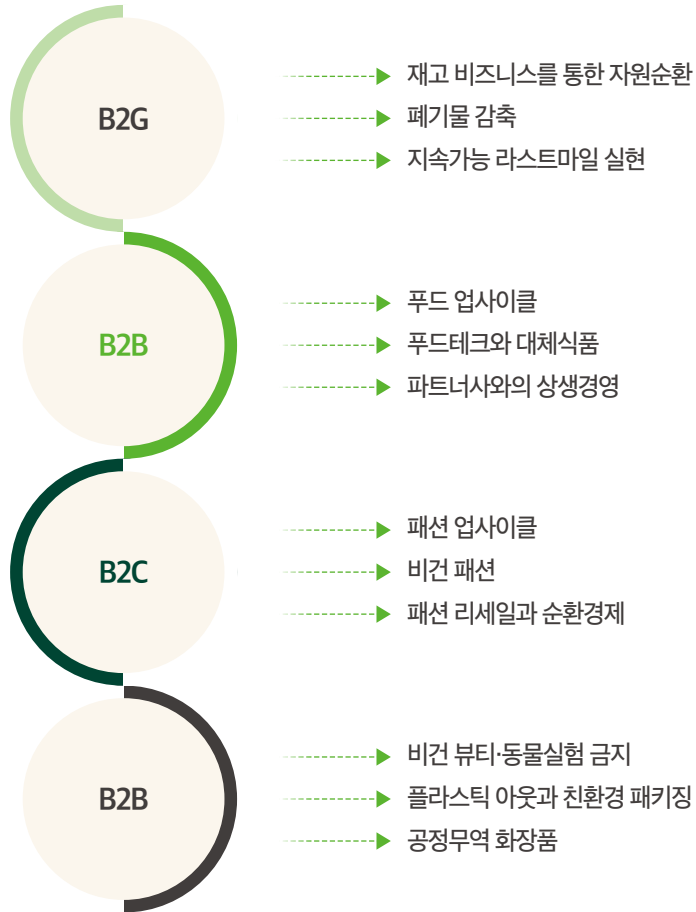 B2G
재고 비즈니스를 통한 자원순환
폐기물 감축
지속가능 라스트마일 실현
B2B
푸드 업사이클
푸드테크와 대체식품
파트너사와의 상생경영
B2C
패션 업사이클
비건 패션
패션 리세일과 순환경제
B2B
비건 뷰티·동물실험 금지
플라스틱 아웃과 친환경 패키징
공정무역 화장품